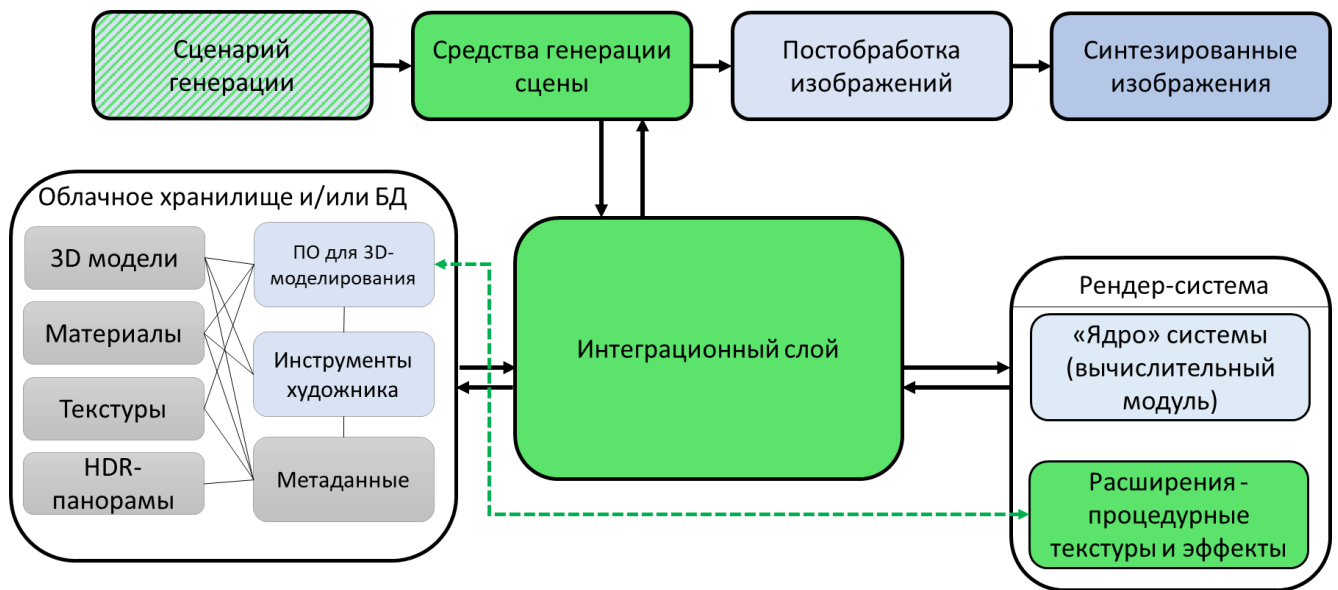 Сценарий
генерации
Средства генерации
сцены
Постобработка
изображений
Синтезированные
изображения
Облачное хранилище и/или БД
3D модели
Материалы
Текстуры
HDR-
панорамы
ПО для 3D-
моделирования
Инструменты
художника
Метаданные
Интеграционный слой
Рендер-система
«Ядро» системы
(вычислительный
модуль)
Расширения -
процедурные
текстуры и эффекты